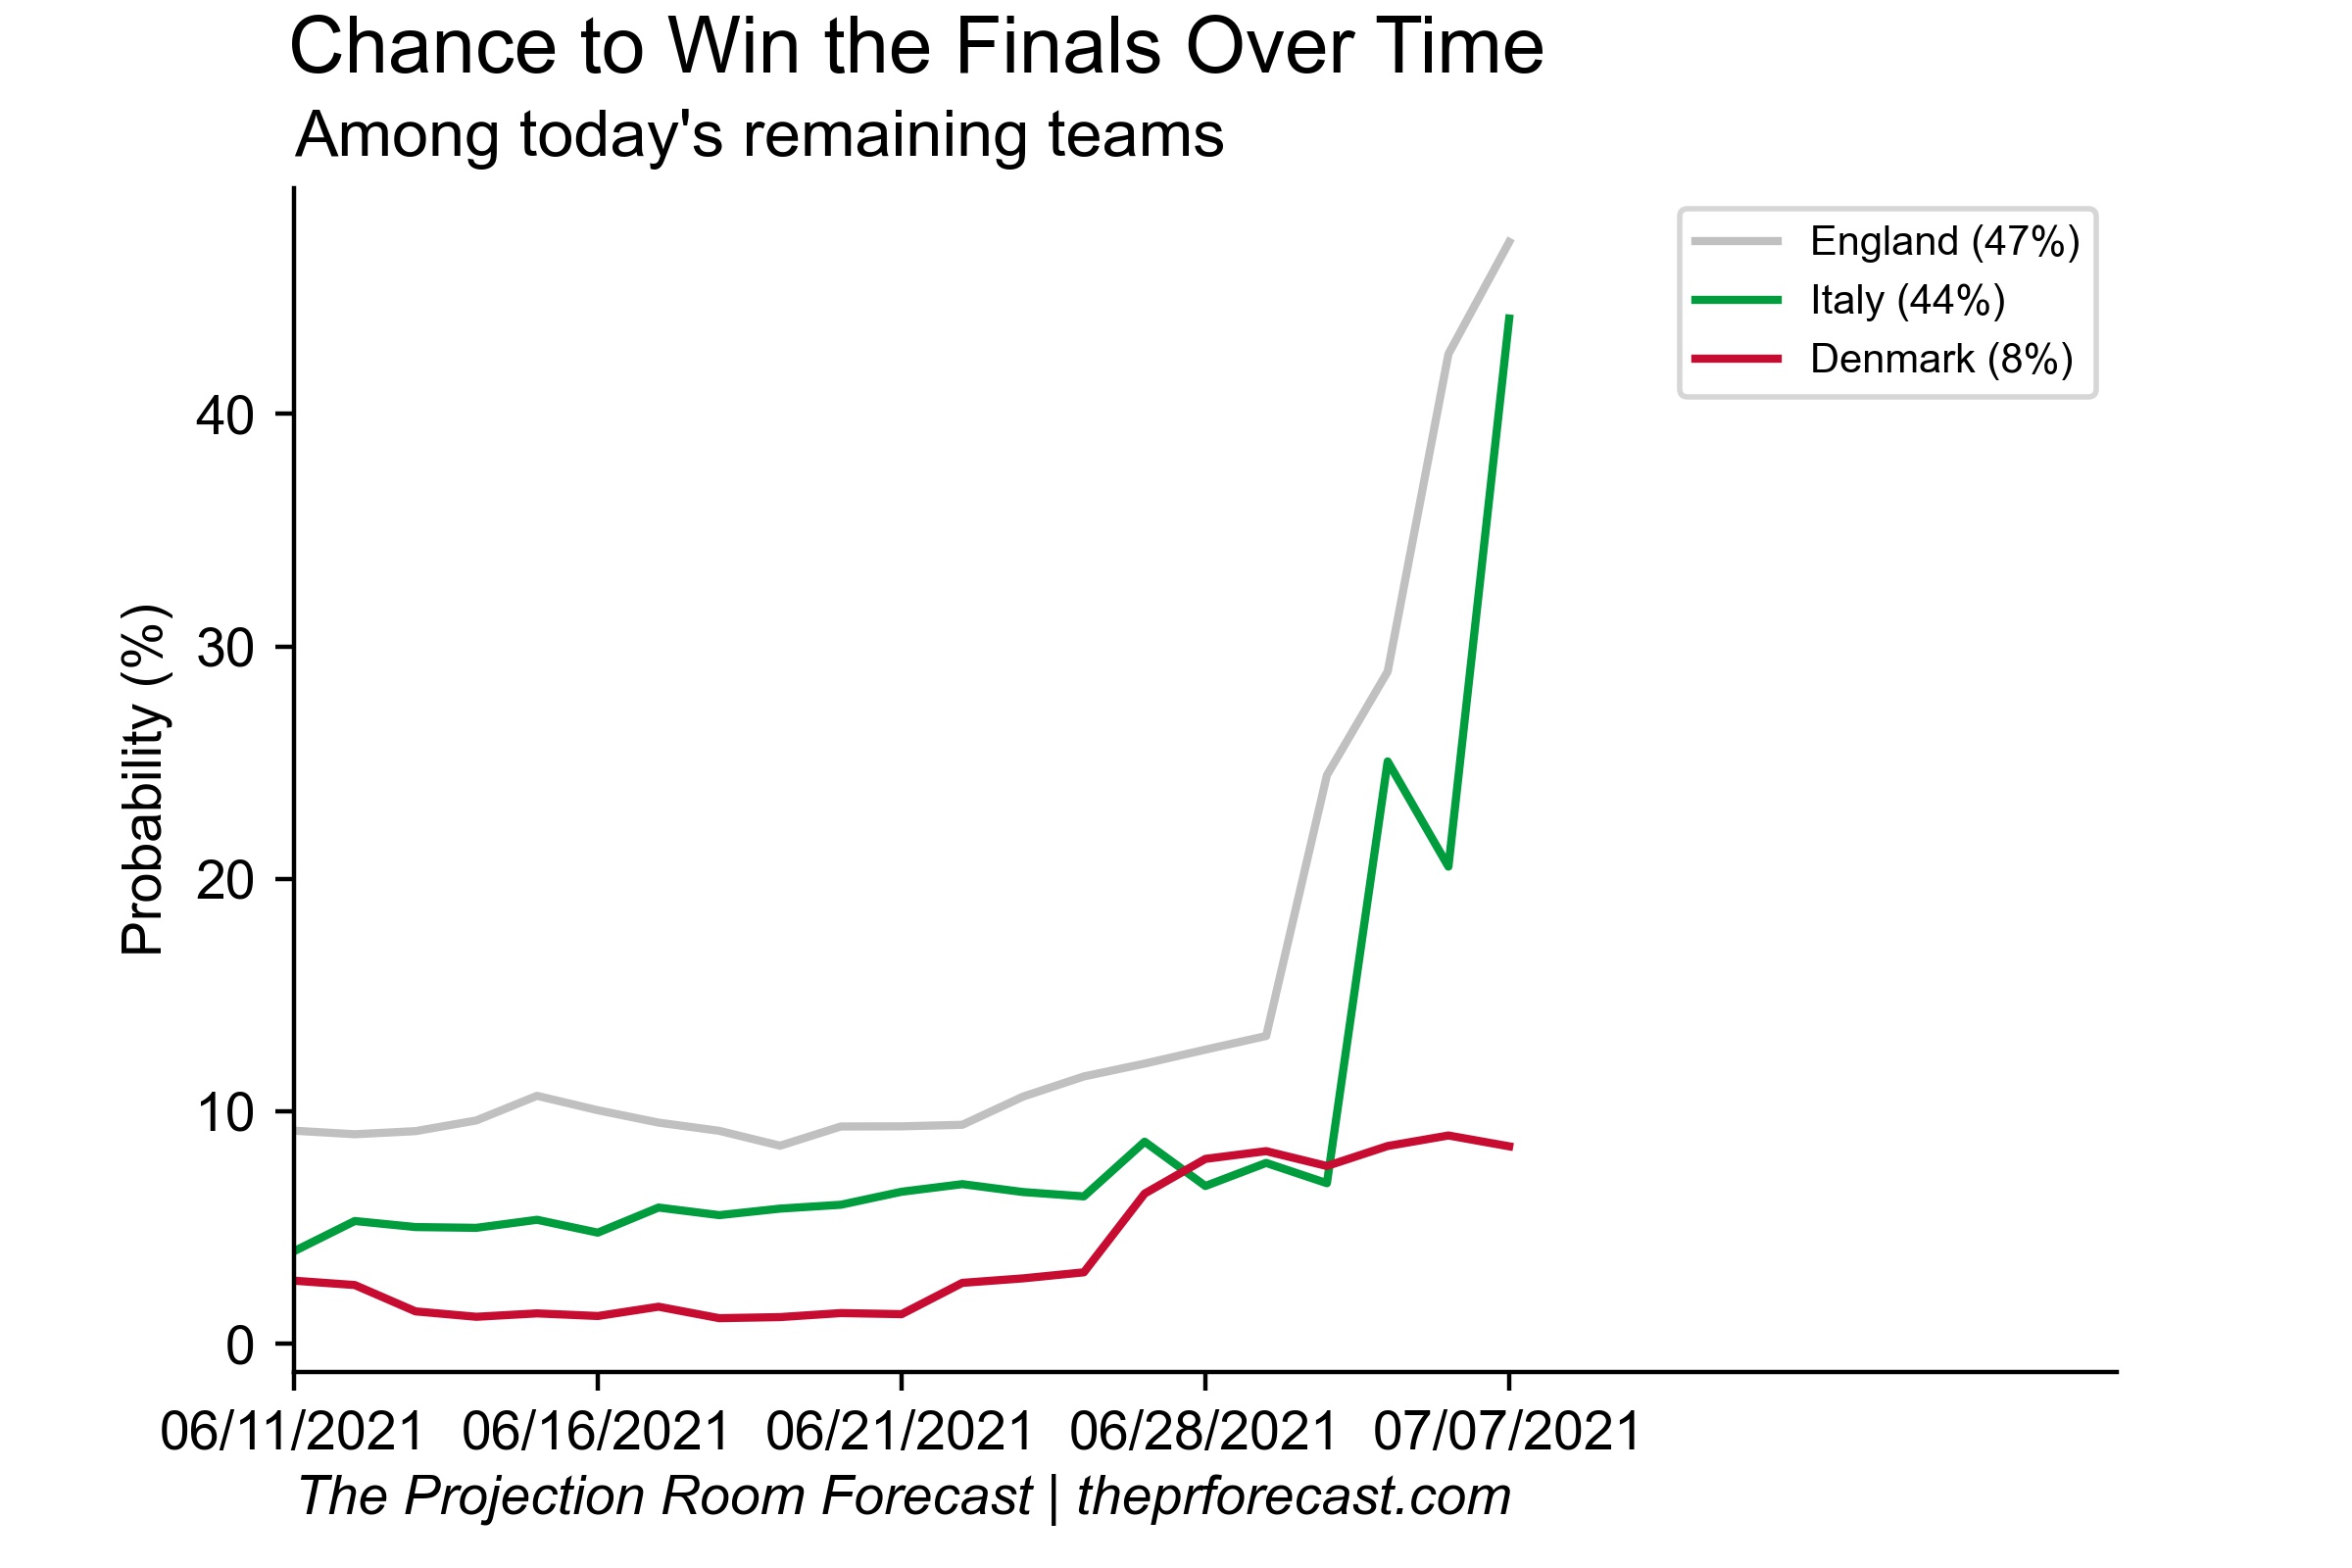 Chance to Win the Finals Over Time
Among today's remaining teams
England (47%)
Italy (44%)
Denmark (8%)
Probability (%)
40
30
20
10
0
06/11/2021 06/16/2021 06/21/2021 06/28/2021 07/07/2021
The Projection Room Forecast | theprforecast.com